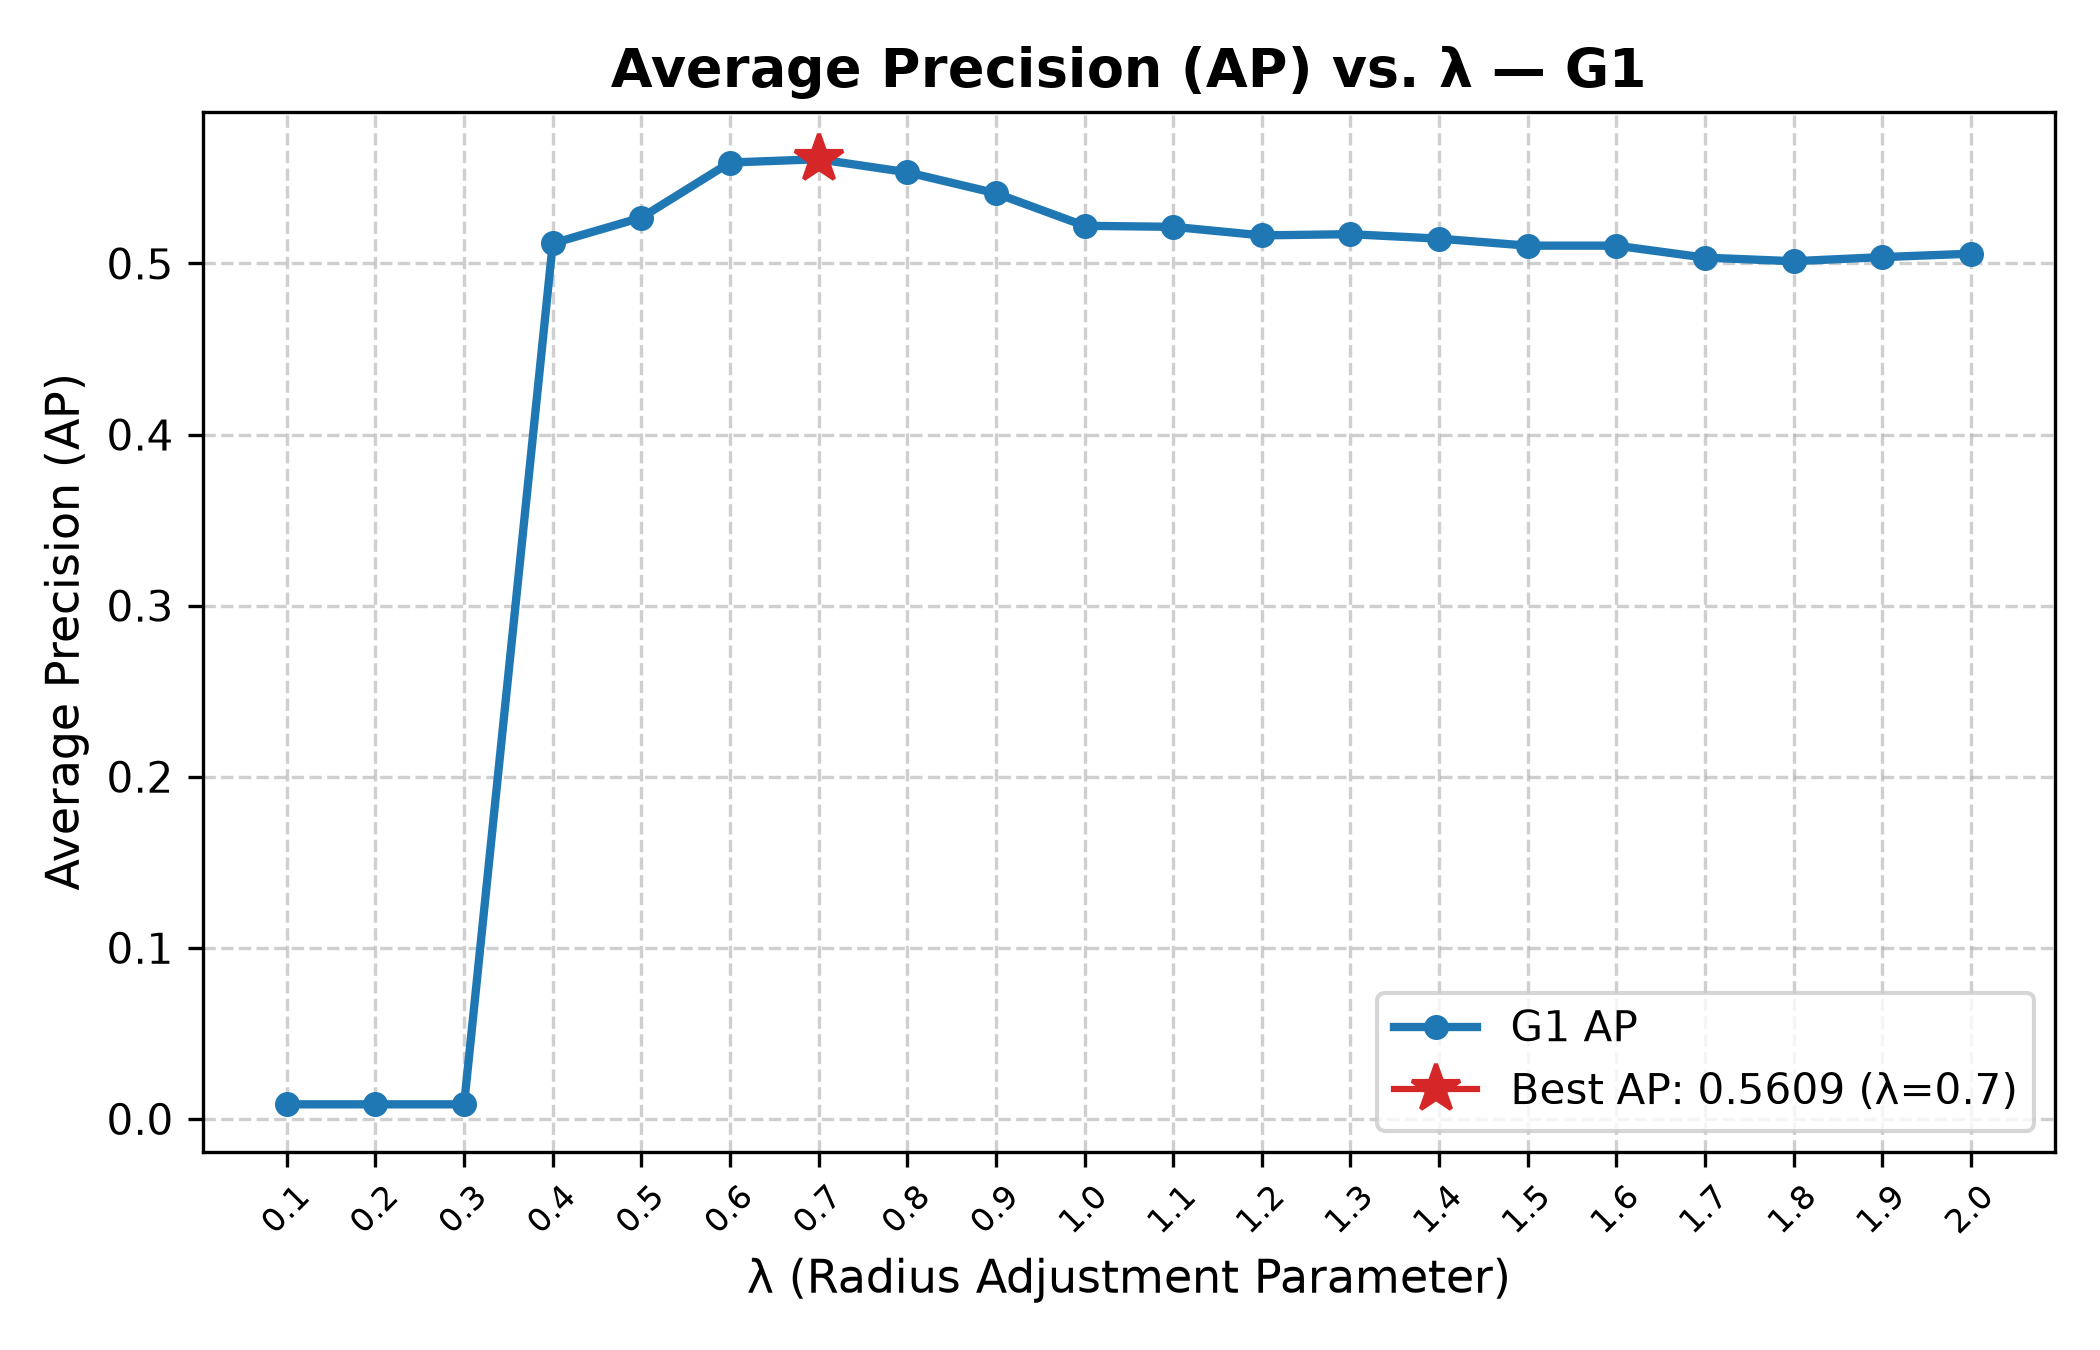 Average Precision (AP) vs. λ — G1
Average Precision (AP)
0.5
0.4
0.3
0.2
0.1
0.0
G1 AP
Best AP: 0.5609 (λ=0.7)
0.1 0.2 0.3 0.4 0.5 0.6 0.7 0.8 0.9 1.0 1.1 1.2 1.3 1.4 1.5 1.6 1.7 1.8 1.9 2.0
λ (Radius Adjustment Parameter)